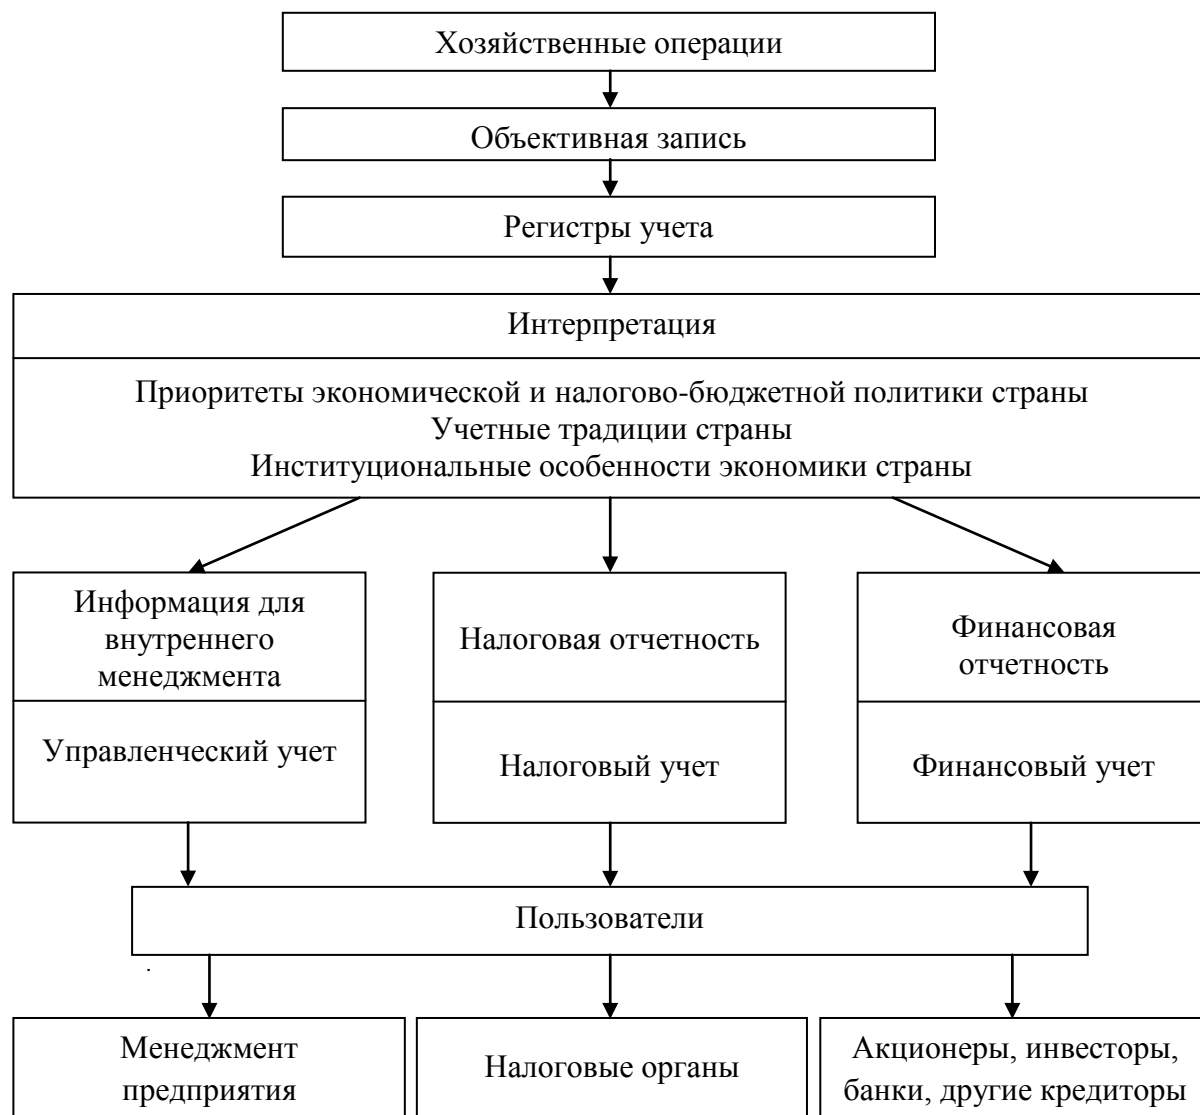 Хозяйственные операции
Объективная запись
Регистры учета
Интерпретация
Приоритеты экономической и налогово-бюджетной политики страны
Учетные традиции страны
Институциональные особенности экономики страны
Информация для
внутреннего
менеджмента
Налоговая отчетность
Финансовая
отчетность
Управленческий учет
Налоговый учет
Финансовый учет
Пользователи
Менеджмент
предприятия
Налоговые органы
Акционеры, инвесторы,
банки, другие кредиторы